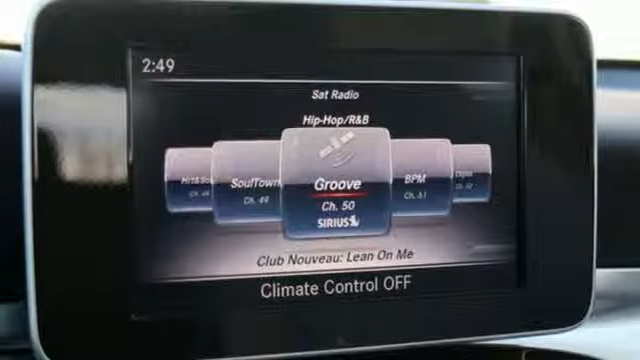 2:49
Sat Radio
Hip-Hop/R&B
SoulTown Groove BPM
Ch. 49 Ch. 50 Ch. 51
SIRIUS
Club Nouveau: Lean On Me
Climate Control OFF